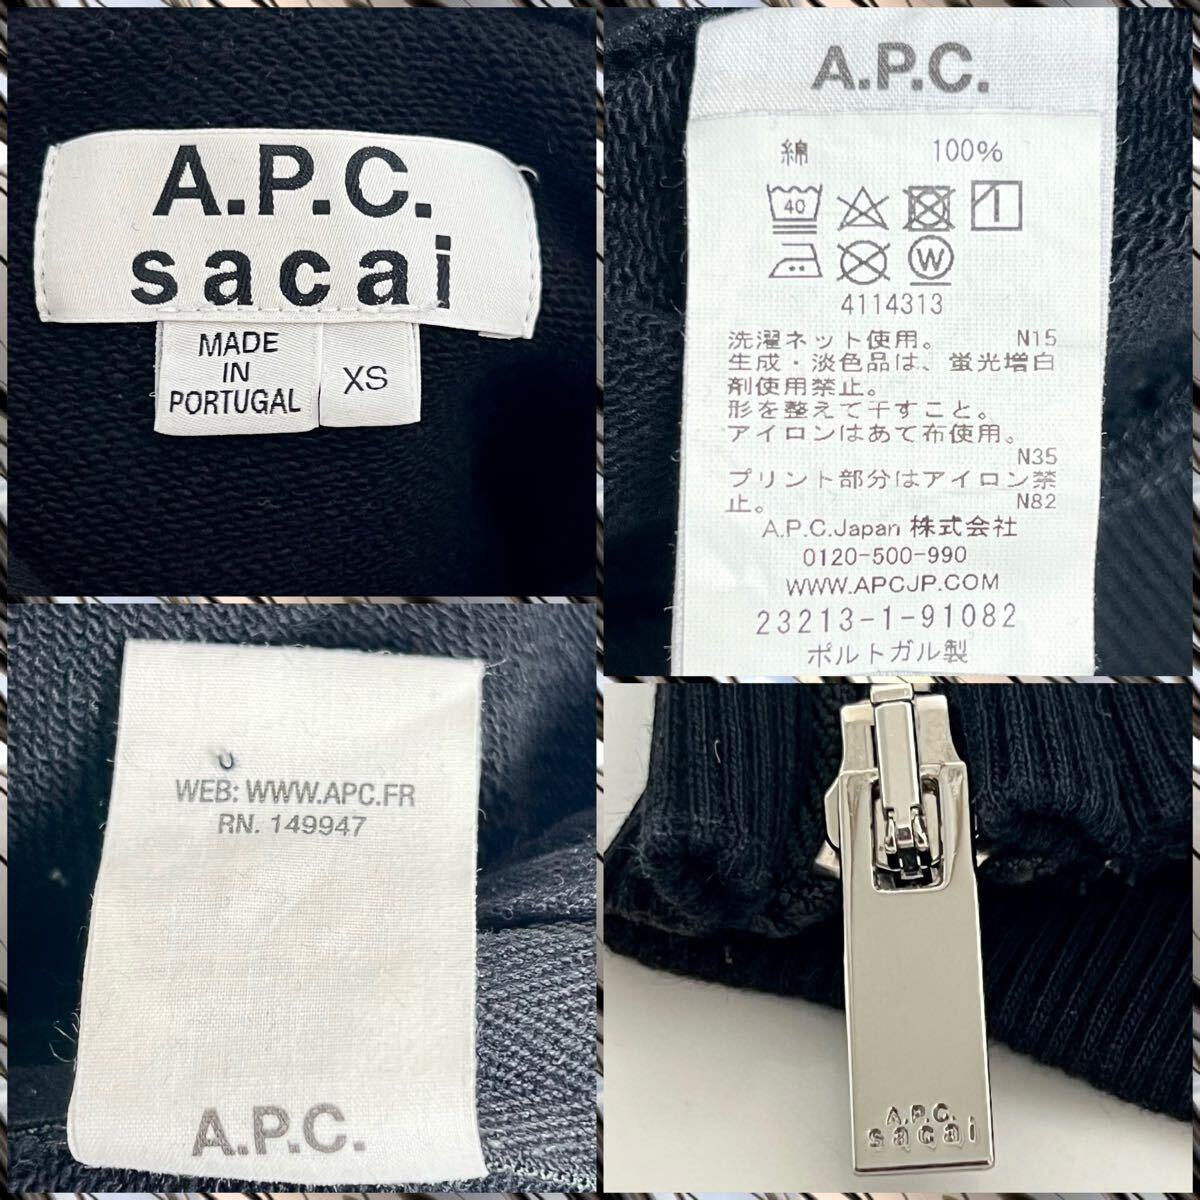 A.P.C.
sacai
MADE
IN
PORTUGAL
XS
A.P.C.
綿 100%
40
W
4114313
洗濯ネット使用。 N15
生成・淡色品は、蛍光増白
剤使用禁止。
形を整えて干すこと。
アイロンはあて布使用。
N35
プリント部分はアイロン禁
止。 N82
A.P.C.Japan 株式会社
0120-500-990
WWW.APCJP.COM
23213-1-91082
ポルトガル製
WEB: WWW.APC.FR
RN. 149947
A.P.C.
A.P.C.
sacai